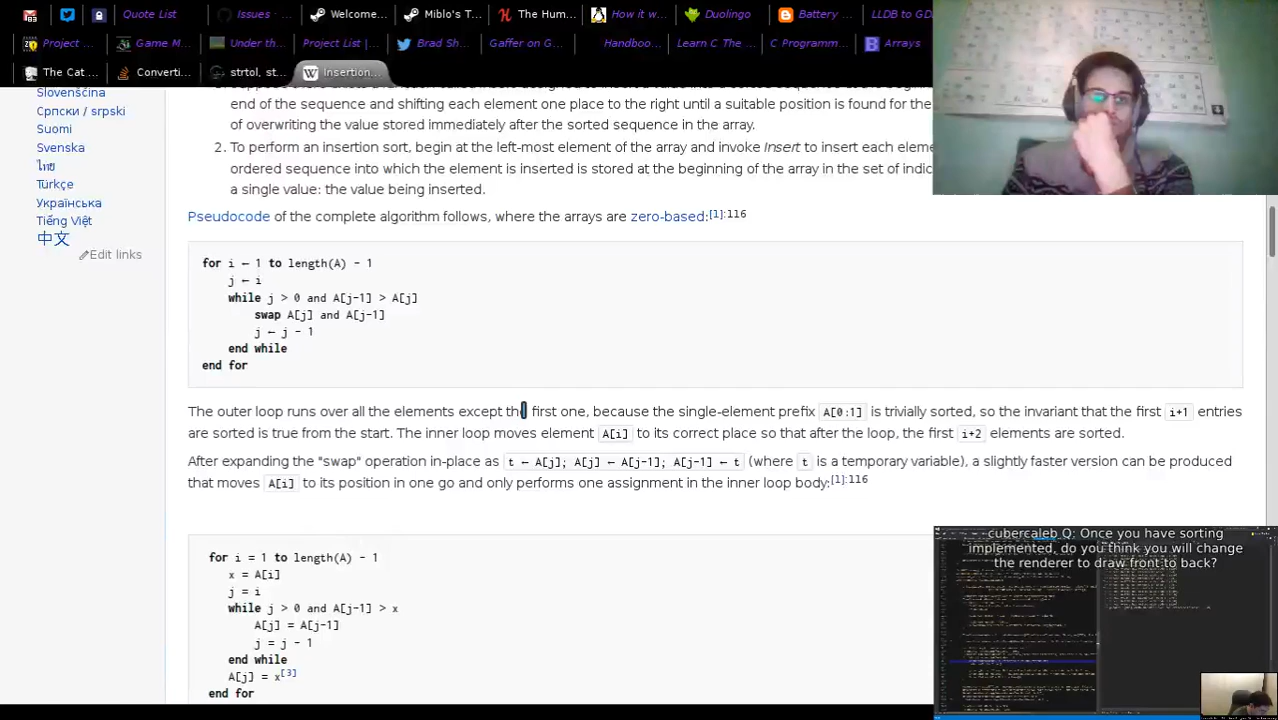 Quote List
Issues ·
Welcome...
Miblo's T...
The Hum...
How it w...
Duolingo
Battery ...
LLDB to GD
Project ...
Game M...
Under th...
Project List |...
Brad Sh...
Gaffer on G...
Handboo...
Learn C The ...
C Programm...
Arrays
The Cat ...
Converti...
strtol, st...
Insertion...
Slovenščina
Српски / srpski
Suomi
Svenska
ไทย
Türkçe
Українська
Tiếng Việt
中文
Edit links
end of the sequence and shifting each element one place to the right until a suitable position is found for the
of overwriting the value stored immediately after the sorted sequence in the array.
2. To perform an insertion sort, begin at the left-most element of the array and invoke Insert to insert each eleme
ordered sequence into which the element is inserted is stored at the beginning of the array in the set of indic
a single value: the value being inserted.
Pseudocode of the complete algorithm follows, where the arrays are zero-based:[1]:116
for i ← 1 to length(A) - 1
j ← i
while j > 0 and A[j-1] > A[j]
swap A[j] and A[j-1]
j ← j - 1
end while
end for
The outer loop runs over all the elements except the first one, because the single-element prefix A[0:1] is trivially sorted, so the invariant that the first i+1 entries
are sorted is true from the start. The inner loop moves element A[i] to its correct place so that after the loop, the first i+2 elements are sorted.
After expanding the "swap" operation in-place as t ← A[j]; A[j] ← A[j-1]; A[j-1] ← t (where t is a temporary variable), a slightly faster version can be produced
that moves A[i] to its position in one go and only performs one assignment in the inner loop body:[1]:116
for i = 1 to length(A) - 1
x = A[i]
j = i
while j > 0 and A[j-1] > x
A[j] = A[j-1]
j = j - 1
end while
A[j] = x[3]
end for
cubercaleb Q: Once you have sorting
implemented, do you think you will change
the renderer to draw front to back?